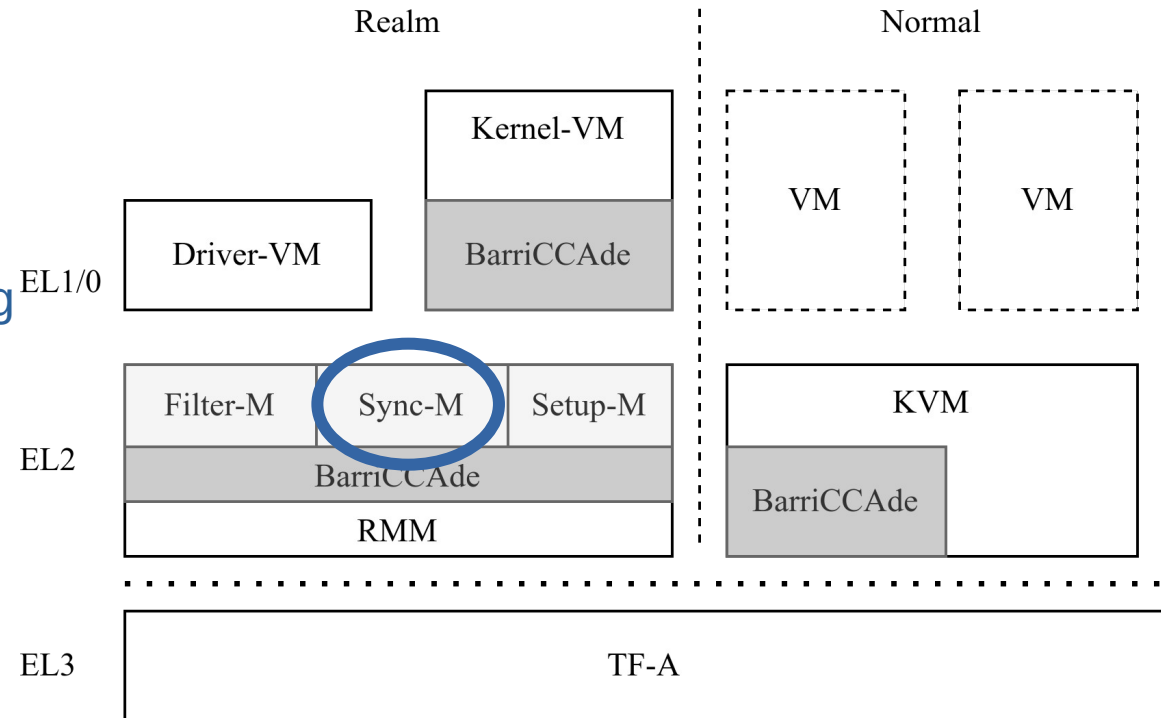 Realm
Normal
Kernel-VM
VM
VM
Driver-VM
BarriCCAde
EL1/0
g
Filter-M
Sync-M
Setup-M
KVM
EL2
BarriCCAde
BarriCCAde
RMM
EL3
TF-A